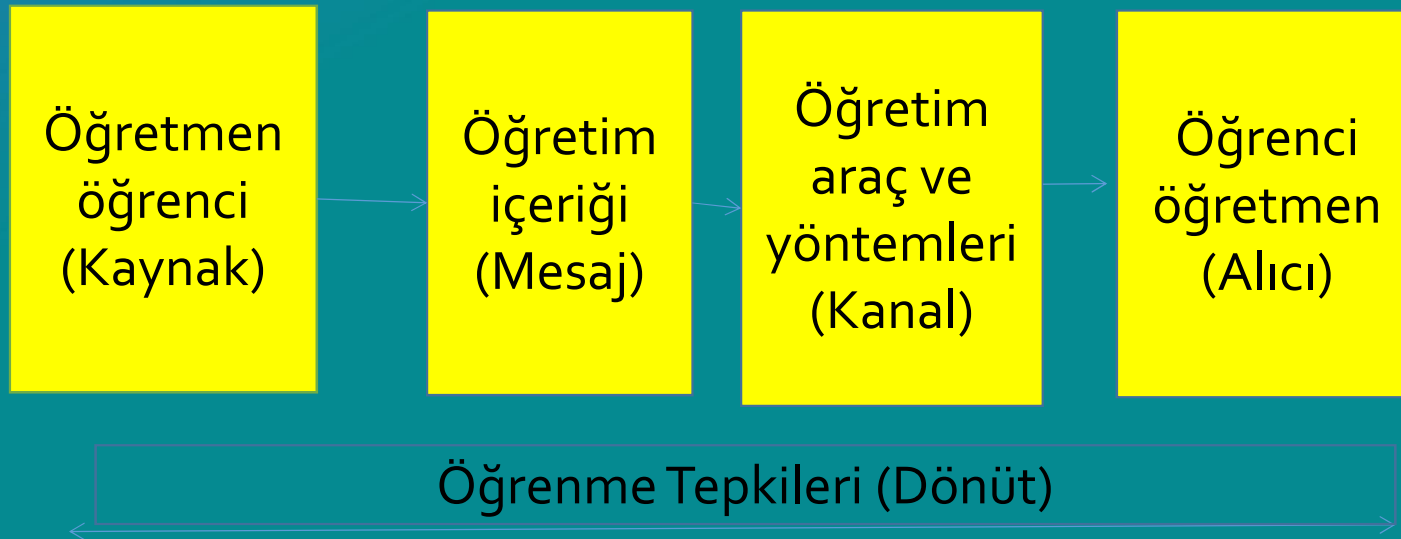 Öğretmen
öğrenci
(Kaynak)
Öğretim
içeriği
(Mesaj)
Öğretim
araç ve
yöntemleri
(Kanal)
Öğrenci
öğretmen
(Alıcı)
Öğrenme Tepkileri (Dönüt)